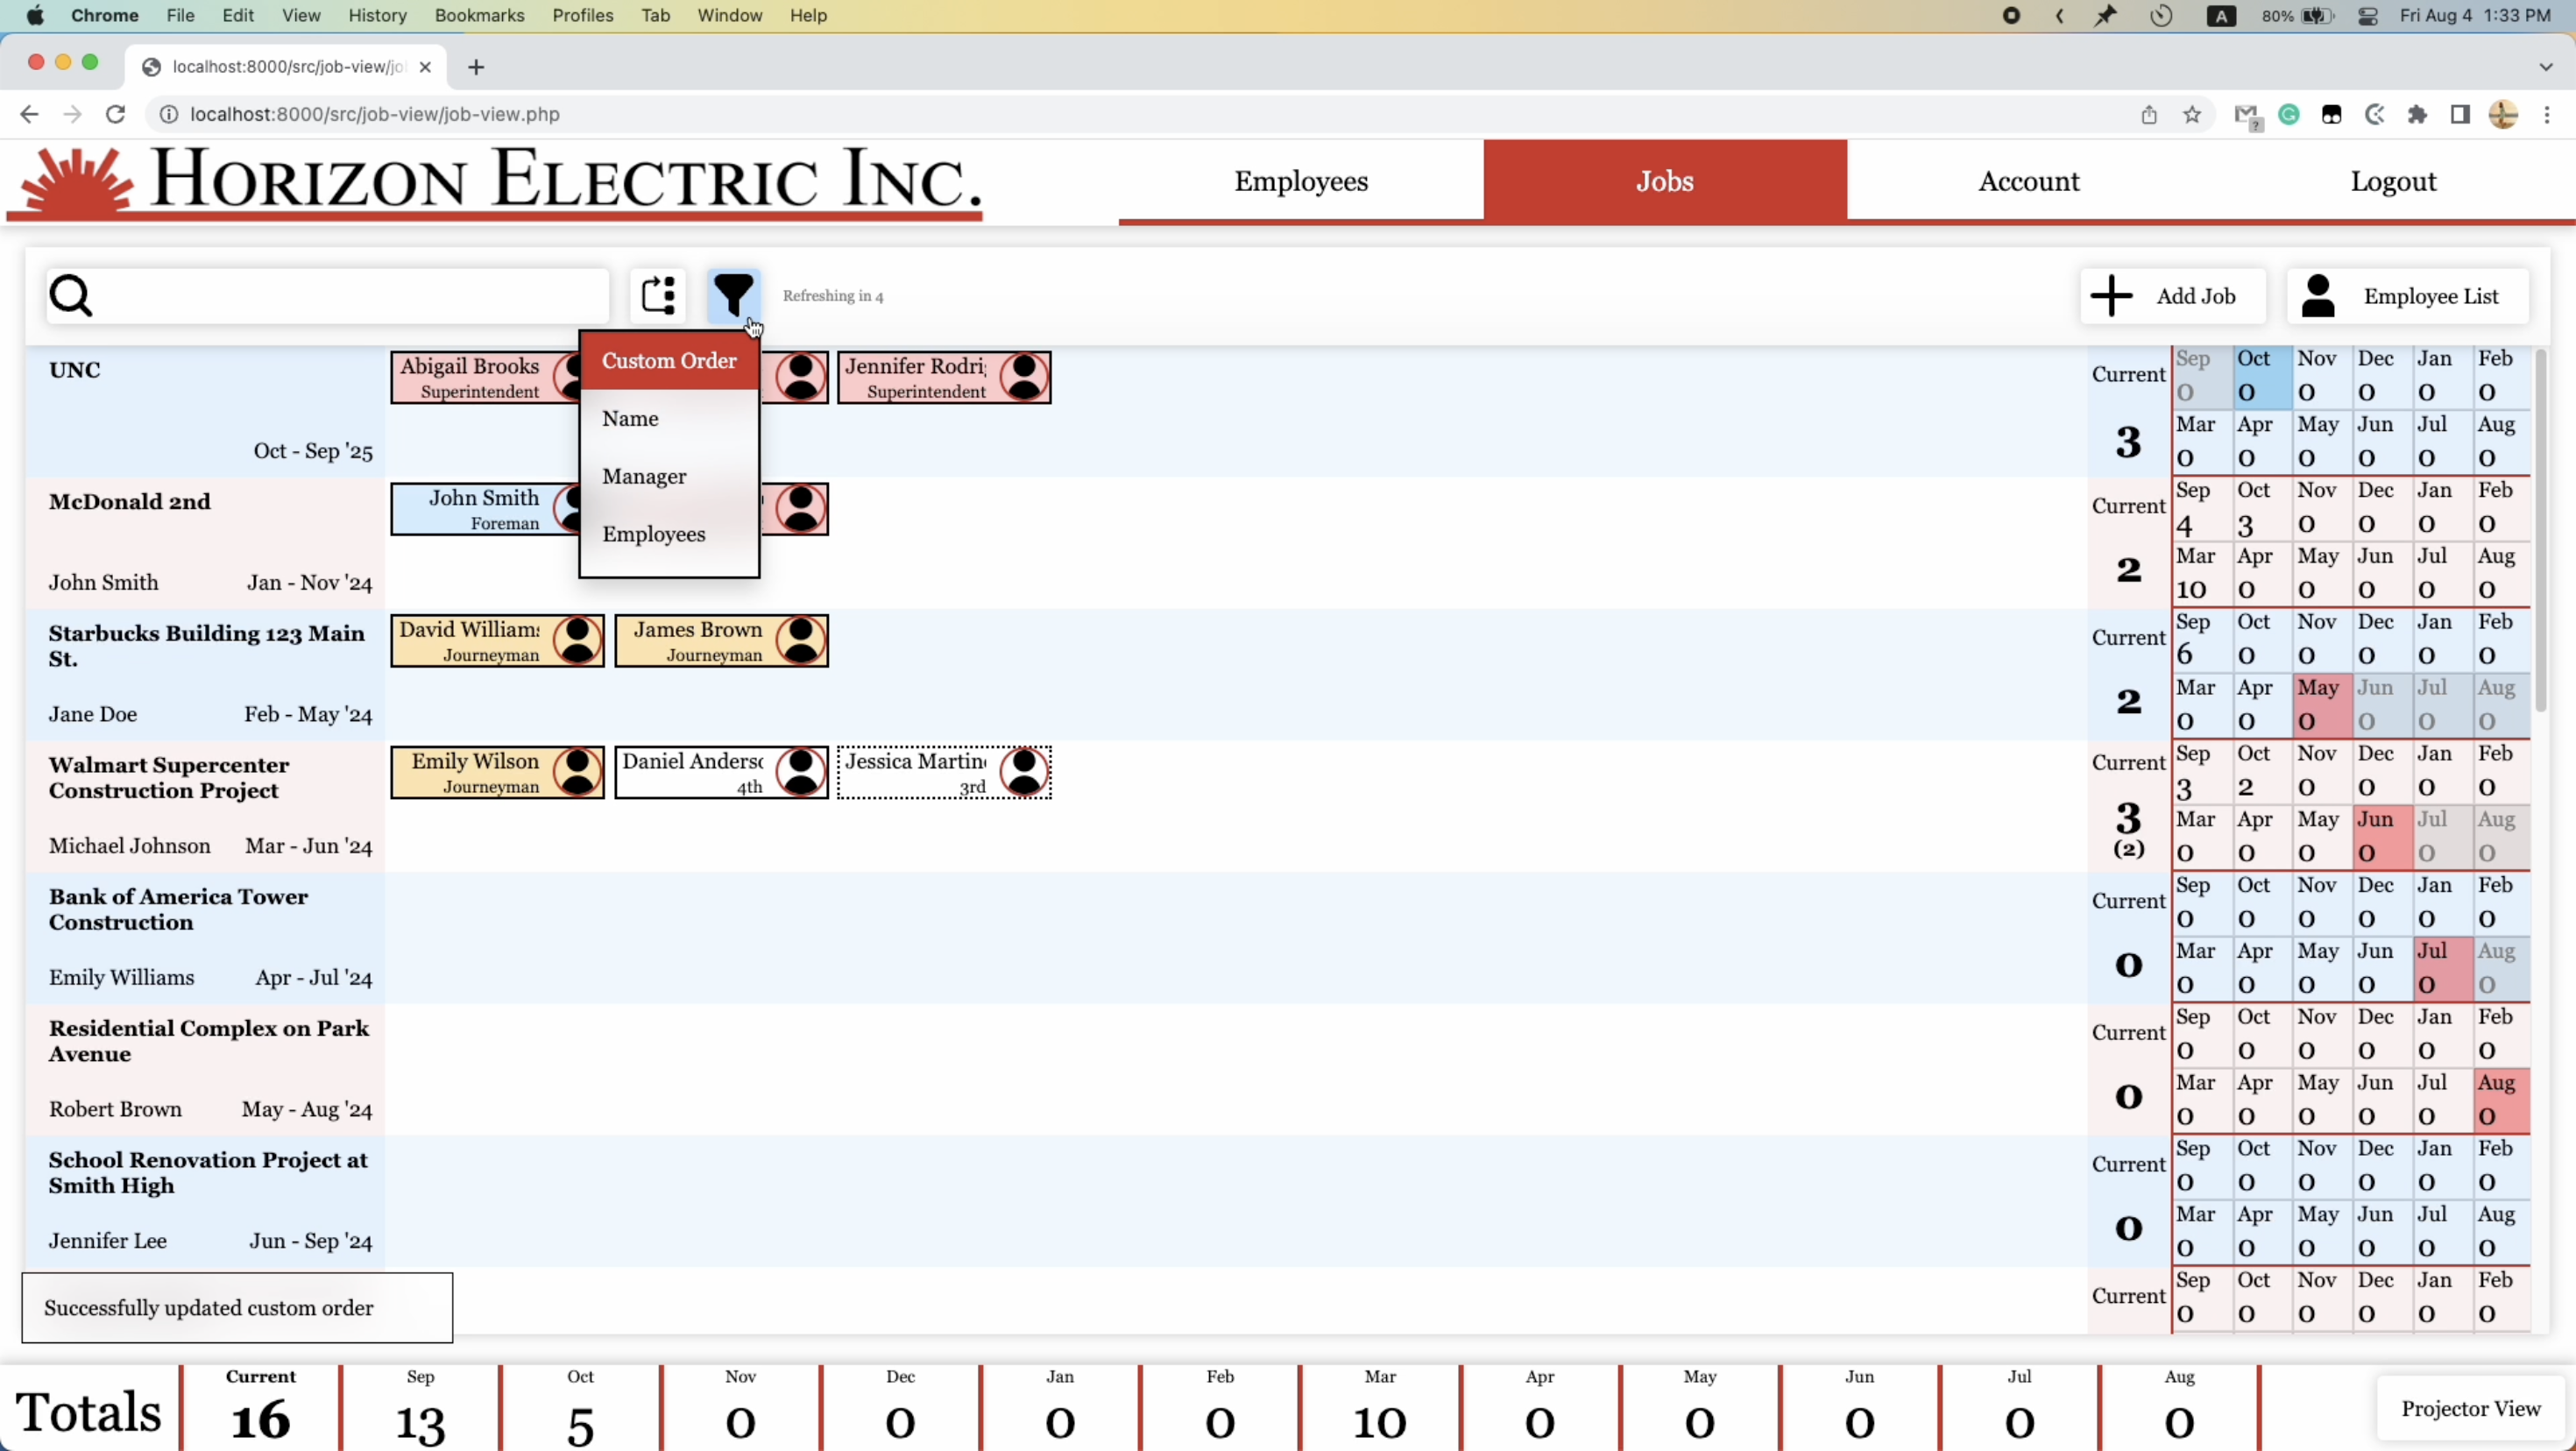 Chrome File Edit View History Bookmarks Profiles Tab Window Help A 80% Fri Aug 4 1:33 PM
localhost:8000/src/job-view/jo
localhost:8000/src/job-view/job-view.php
HORIZON ELECTRIC INC. Employees Jobs Account Logout
Refreshing in 4 Add Job Employee List
Custom Order
Name
Manager
Employees
UNC
Oct - Sep '25
Abigail Brooks
Superintendent
Jennifer Rodri
Superintendent
Current
3
Sep Oct Nov Dec Jan Feb
0 0 0 0 0 0
Mar Apr May Jun Jul Aug
0 0 0 0 0 0
McDonald 2nd
John Smith Jan - Nov '24
John Smith
Foreman
Current
2
Sep Oct Nov Dec Jan Feb
4 3 0 0 0 0
Mar Apr May Jun Jul Aug
10 0 0 0 0 0
Starbucks Building 123 Main
St.
Jane Doe Feb - May '24
David William
Journeyman
James Brown
Journeyman
Current
2
Sep Oct Nov Dec Jan Feb
6 0 0 0 0 0
Mar Apr May Jun Jul Aug
0 0 0 0 0 0
Walmart Supercenter
Construction Project
Michael Johnson Mar - Jun '24
Emily Wilson
Journeyman
Daniel Anders
4th
Jessica Martin
3rd
Current
3
(2)
Sep Oct Nov Dec Jan Feb
3 2 0 0 0 0
Mar Apr May Jun Jul Aug
0 0 0 0 0 0
Bank of America Tower
Construction
Emily Williams Apr - Jul '24
Current
0
Sep Oct Nov Dec Jan Feb
0 0 0 0 0 0
Mar Apr May Jun Jul Aug
0 0 0 0 0 0
Residential Complex on Park
Avenue
Robert Brown May - Aug '24
Current
0
Sep Oct Nov Dec Jan Feb
0 0 0 0 0 0
Mar Apr May Jun Jul Aug
0 0 0 0 0 0
School Renovation Project at
Smith High
Jennifer Lee Jun - Sep '24
Current
0
Sep Oct Nov Dec Jan Feb
0 0 0 0 0 0
Mar Apr May Jun Jul Aug
0 0 0 0 0 0
Current
Sep Oct Nov Dec Jan Feb
0 0 0 0 0 0
Successfully updated custom order
Totals
Current Sep Oct Nov Dec Jan Feb Mar Apr May Jun Jul Aug
16 13 5 0 0 0 0 10 0 0 0 0 0
Projector View